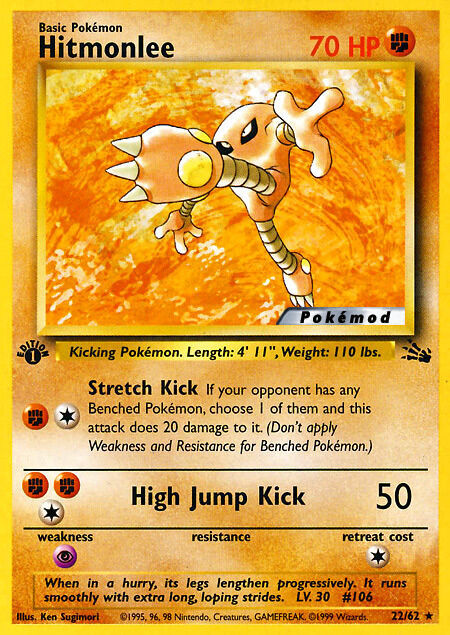 Basic Pokémon
Hitmonlee
70 HP
Pokémod
EDITION
1
Kicking Pokémon. Length: 4' 11", Weight: 110 lbs.
Stretch Kick If your opponent has any
Benched Pokémon, choose 1 of them and this
attack does 20 damage to it. (Don't apply
Weakness and Resistance for Benched Pokémon.)
High Jump Kick 50
weakness resistance retreat cost
When in a hurry, its legs lengthen progressively. It runs
smoothly with extra long, loping strides. LV. 30 #106
Illus. Ken Sugimori ©1995, 96, 98 Nintendo, Creatures, GAMEFREAK. ©1999 Wizards. 22/62 ★